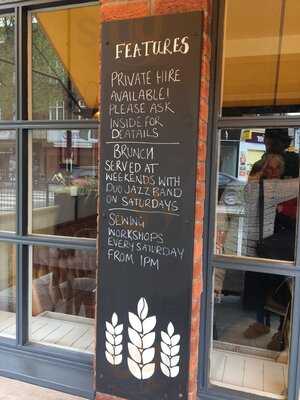 FEATURES
PRIVATE HIRE
AVAILABLE!
PLEASE ASK
INSIDE FOR
DEATAILS
BRUNCH
SERVED AT
WEEKENDS WITH
DUO JAZZ BAND
ON SATURDAYS
SEWING
WORKSHOPS
EVERY SATURDAY
FROM 1PM